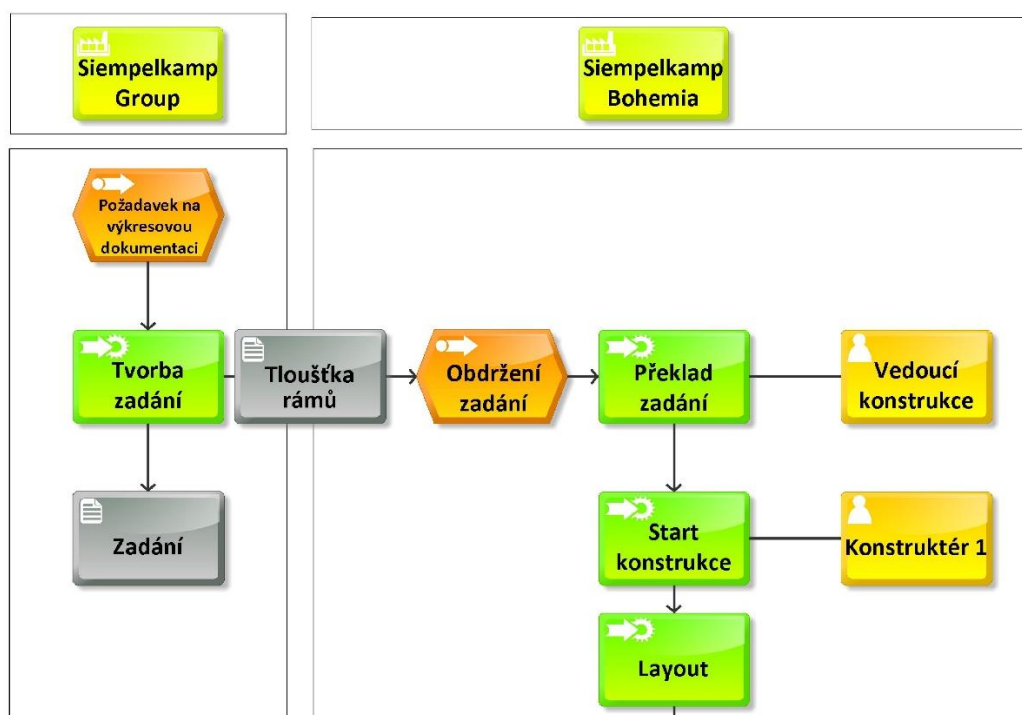 Siempelkamp
Group
Siempelkamp
Bohemia
Požadavek na
výkresovou
dokumentaci
Tvorba
zadání
Tloušťka
rámů
Obdržení
zadání
Překlad
zadání
Vedoucí
konstrukce
Zadání
Start
konstrukce
Konstruktér 1
Layout